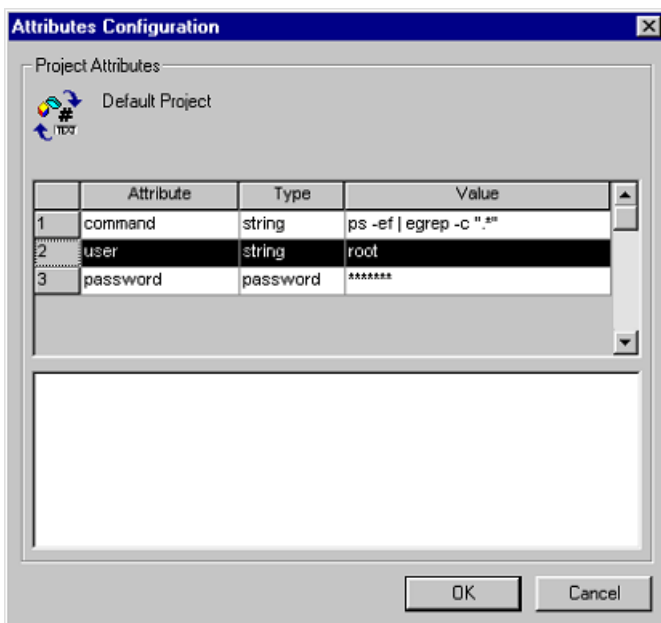 Attributes Configuration
Project Attributes
Default Project
#
TEXT
Attribute Type Value
1 command string ps -ef | egrep -c ".*"
2 user string root
3 password password *******
OK Cancel